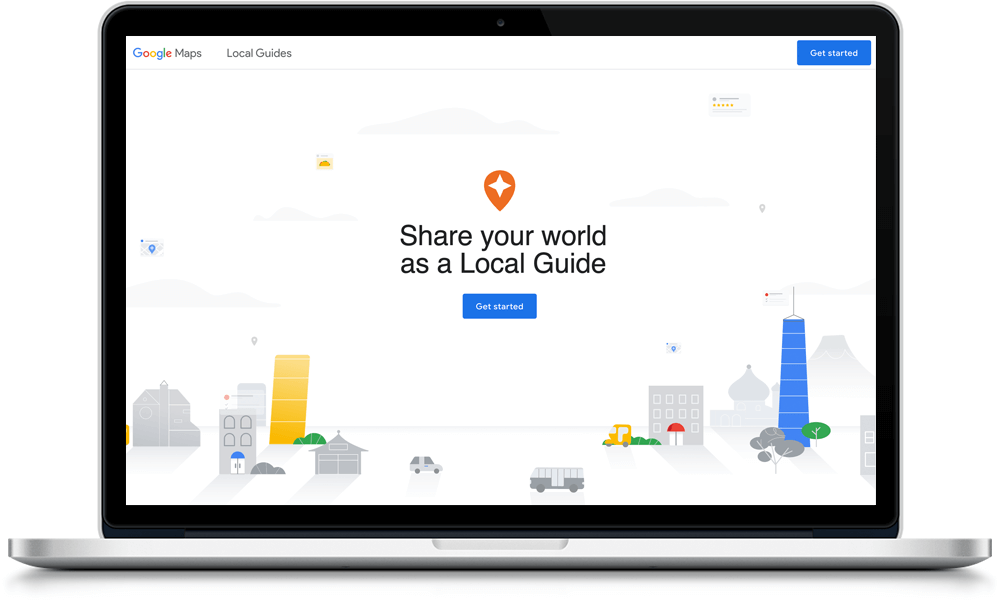 Google Maps
Local Guides
Get started
Share your world
as a Local Guide
Get started